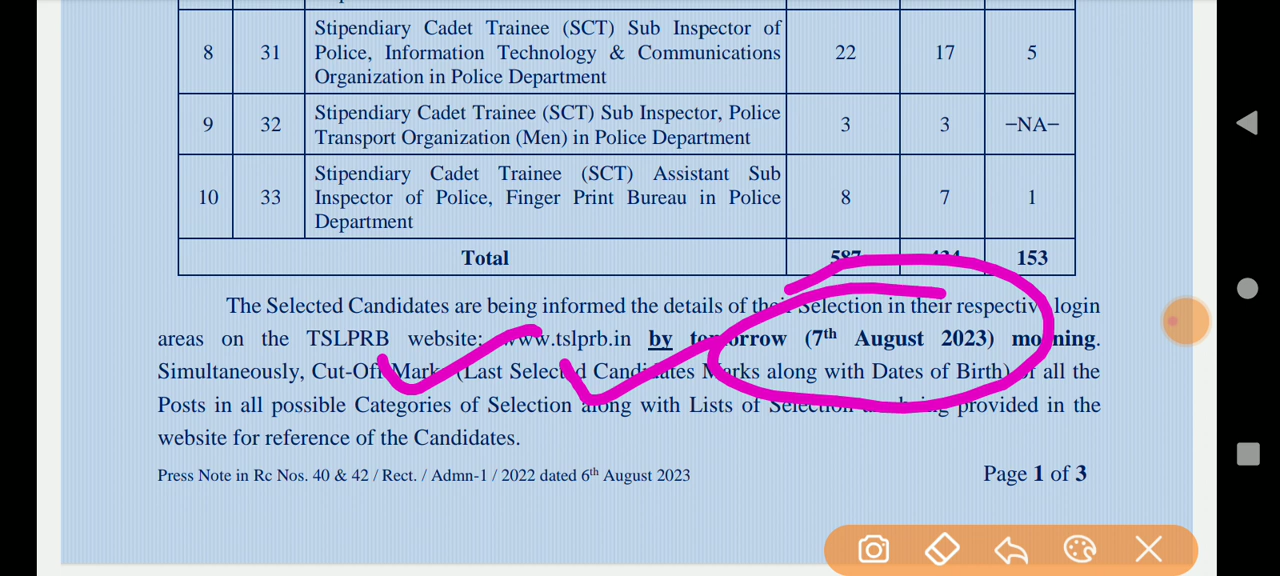 8 31 Stipendiary Cadet Trainee (SCT) Sub Inspector of
Police, Information Technology & Communications
Organization in Police Department 22 17 5
9 32 Stipendiary Cadet Trainee (SCT) Sub Inspector, Police
Transport Organization (Men) in Police Department 3 3 –NA–
10 33 Stipendiary Cadet Trainee (SCT) Assistant Sub
Inspector of Police, Finger Print Bureau in Police
Department 8 7 1
Total 587 434 153
The Selected Candidates are being informed the details of their Selection in their respective login
areas on the TSLPRB website; www.tslprb.in by tomorrow (7th August 2023) morning.
Simultaneously, Cut-Off Marks (Last Selected Candidates Marks along with Dates of Birth) of all the
Posts in all possible Categories of Selection along with Lists of Selection are being provided in the
website for reference of the Candidates.
Press Note in Rc Nos. 40 & 42 / Rect. / Admn-1 / 2022 dated 6th August 2023 Page 1 of 3